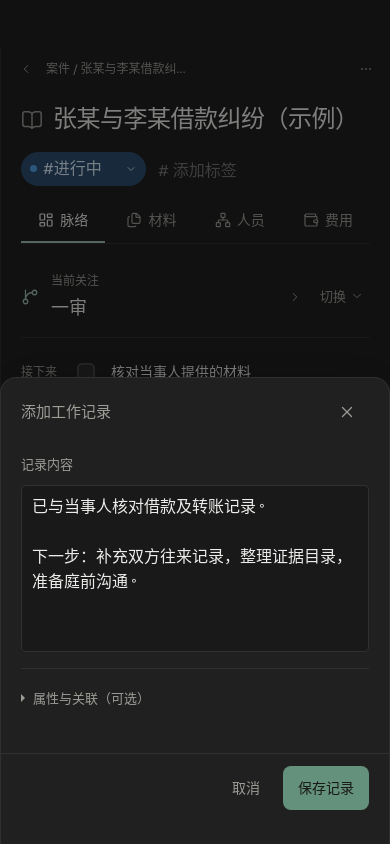 案件 / 张某与李某借款纠...
张某与李某借款纠纷（示例）
#进行中
# 添加标签
脉络
材料
人员
费用
当前关注
一审
切换
接下来
核对当事人提供的材料
添加工作记录
记录内容
已与当事人核对借款及转账记录。
下一步：补充双方往来记录，整理证据目录，
准备庭前沟通。
属性与关联（可选）
取消
保存记录